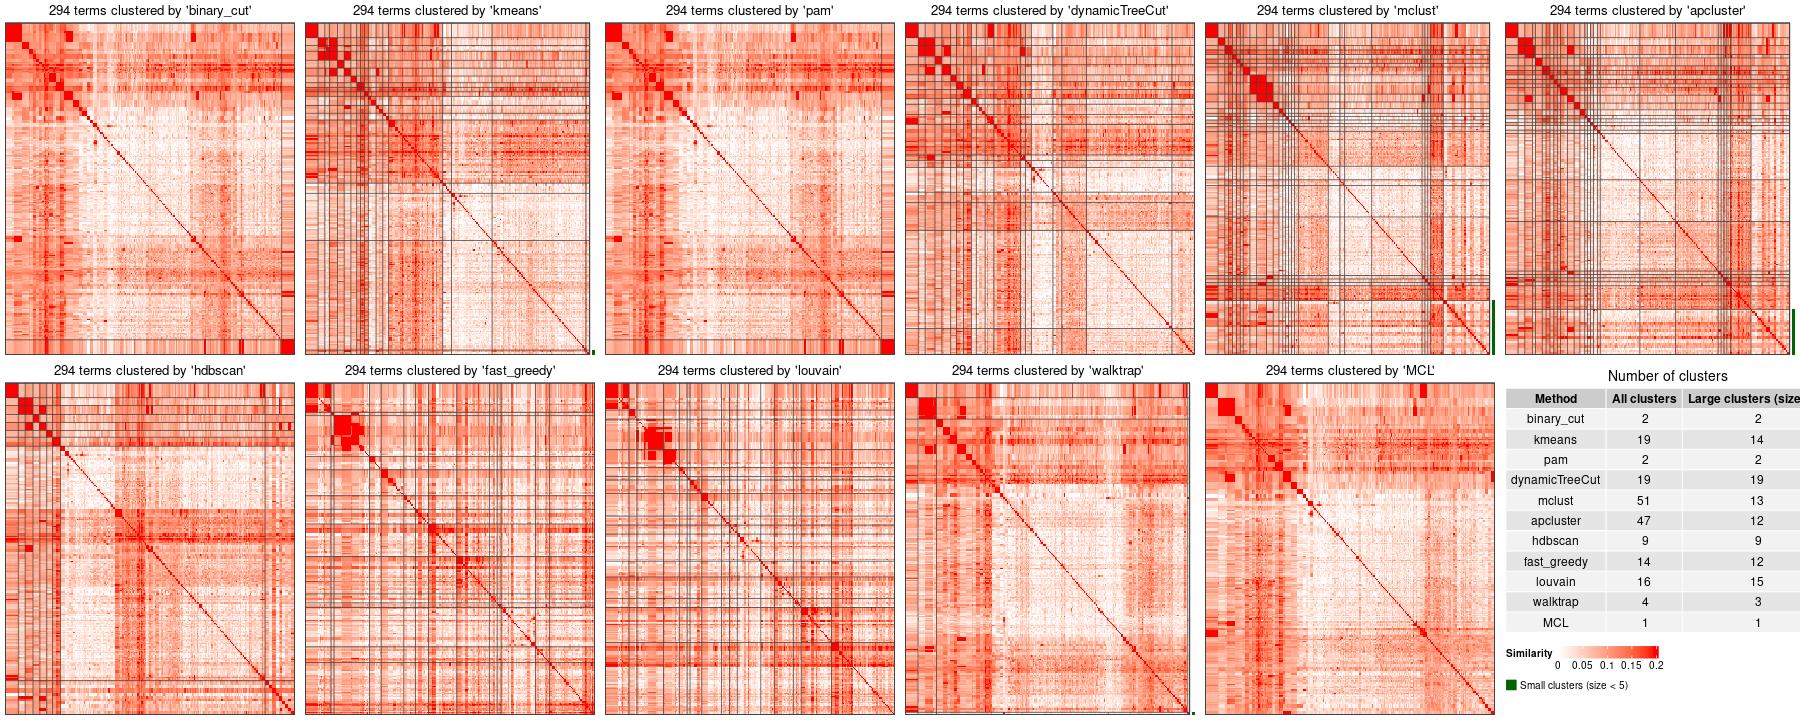 294 terms clustered by 'binary_cut'
294 terms clustered by 'kmeans'
294 terms clustered by 'pam'
294 terms clustered by 'dynamicTreeCut'
294 terms clustered by 'mclust'
294 terms clustered by 'apcluster'
294 terms clustered by 'hdbscan'
294 terms clustered by 'fast_greedy'
294 terms clustered by 'louvain'
294 terms clustered by 'walktrap'
294 terms clustered by 'MCL'
Number of clusters
Method All clusters Large clusters (size
binary_cut 2 2
kmeans 19 14
pam 2 2
dynamicTreeCut 19 19
mclust 51 13
apcluster 47 12
hdbscan 9 9
fast_greedy 14 12
louvain 16 15
walktrap 4 3
MCL 1 1
Similarity
0 0.05 0.1 0.15 0.2
Small clusters (size < 5)